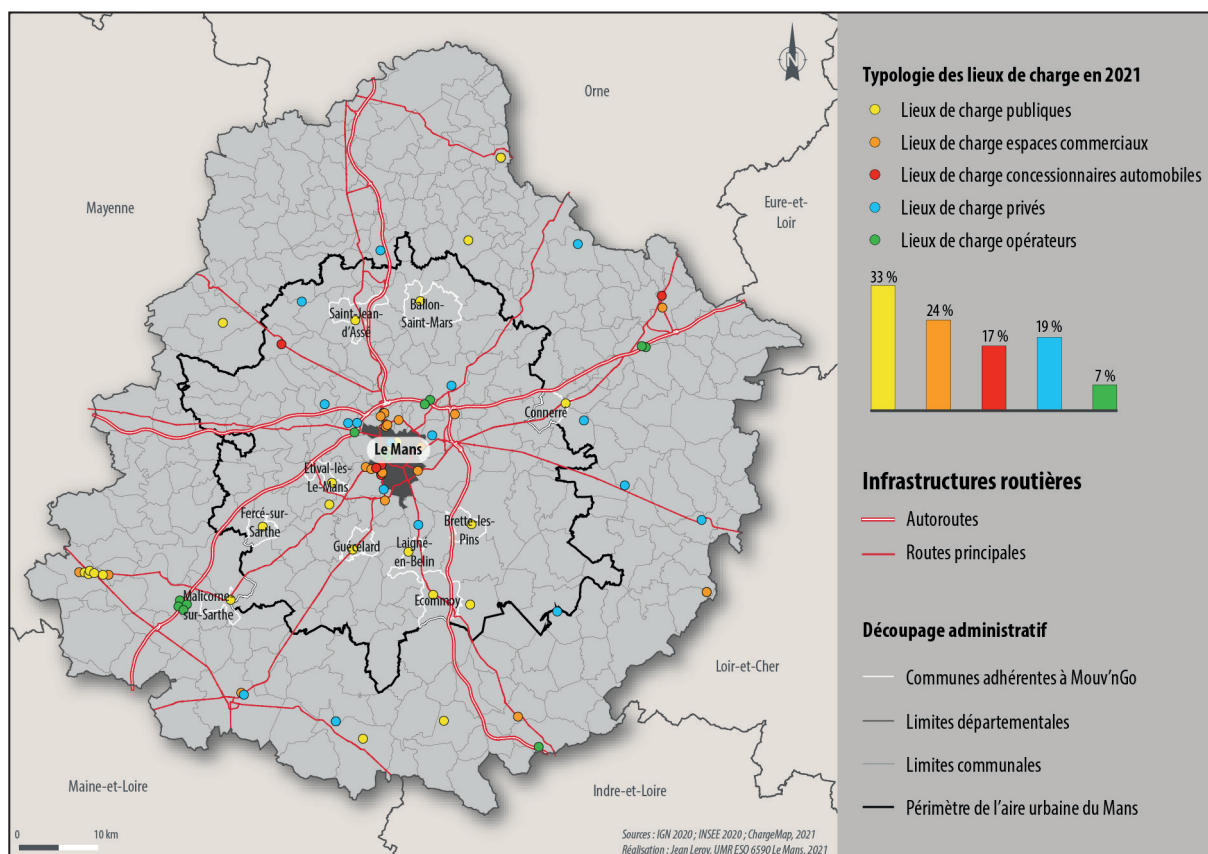 N
Orne
Mayenne
Eure-et-
Loir
Saint-Jean-
d'Assé
Ballon-
Saint-Mars
Connerré
Le Mans
Etival-lès-
Le-Mans
Fercé-sur-
Sarthe
Guécélard
Laigné-
en-Belin
Brette-les-
Pins
Malicorne-
sur-Sarthe
Ecommoy
Loir-et-Cher
Maine-et-Loire
Indre-et-Loire
0 10 km
Sources : IGN 2020 ; INSEE 2020 ; ChargeMap, 2021
Réalisation : Jean Leroy, UMR ESO 6590 Le Mans, 2021
Typologie des lieux de charge en 2021
Lieux de charge publiques
Lieux de charge espaces commerciaux
Lieux de charge concessionnaires automobiles
Lieux de charge privés
Lieux de charge opérateurs
33 %
24 %
17 %
19 %
7 %
Infrastructures routières
Autoroutes
Routes principales
Découpage administratif
Communes adhérentes à Mouv'nGo
Limites départementales
Limites communales
Périmètre de l'aire urbaine du Mans